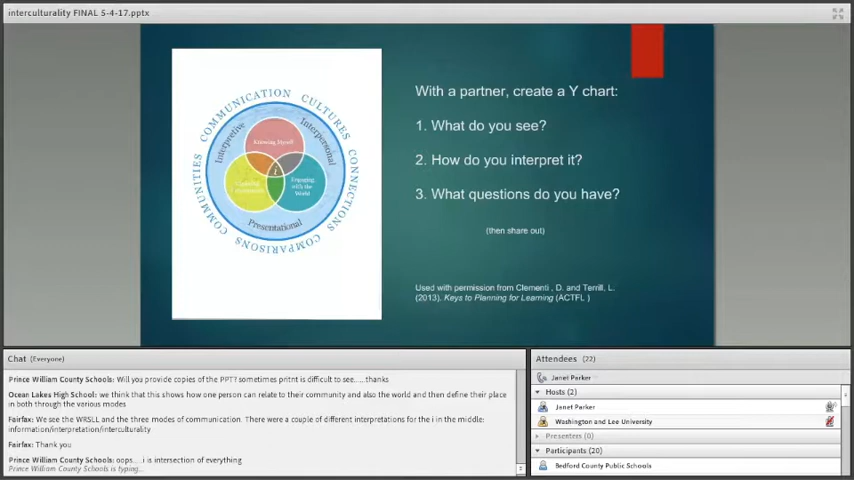 interculturality FINAL 5-4-17.pptx
COMMUNICATION CULTURES CONNECTIONS COMPARISONS COMMUNITIES
Interpretive
Interpersonal
Presentational
Knowing Myself
Engaging
with the
World
i
With a partner, create a Y chart:
1. What do you see?
2. How do you interpret it?
3. What questions do you have?
(then share out)
Used with permission from Clementi , D. and Terrill, L.
(2013). Keys to Planning for Learning (ACTFL )
Chat (Everyone)
Prince William County Schools: Will you provide copies of the PPT? sometimes pritnt is difficult to see.....thanks
Ocean Lakes High School: we think that this shows how one person can relate to their community and also the world and then define their place
in both through the various modes
Fairfax: We see the WRSLL and the three modes of communication. There were a couple of different interpretations for the i in the middle:
information/interpretation/interculturality
Fairfax: Thank you
Prince William County Schools: oops... .i is intersection of everything
Prince William County Schools is typing...
Attendees (22)
Janet Parker
Hosts (2)
Janet Parker
Washington and Lee University
Presenters (0)
Participants (20)
Bedford County Public Schools